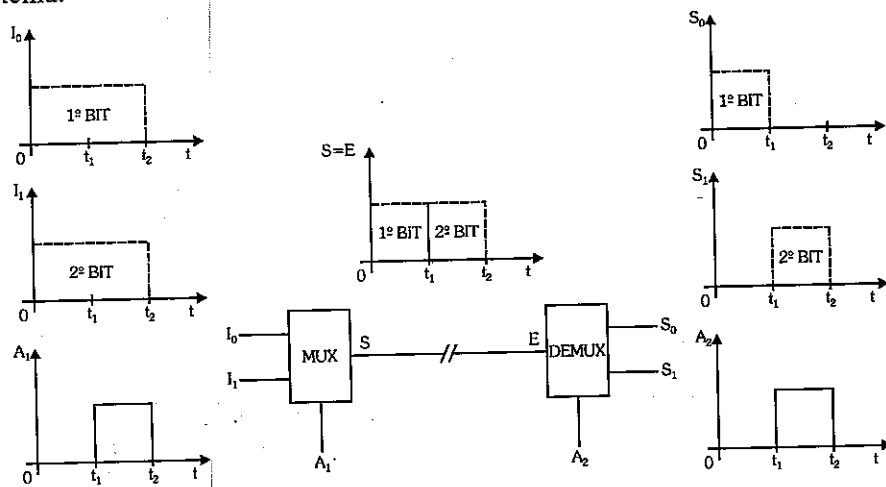 I₀
1º BIT
0 t₁ t₂ t
I₁
2º BIT
0 t₁ t₂ t
A₁
0 t₁ t₂ t
S=E
1º BIT 2º BIT
0 t₁ t₂ t
I₀
I₁
MUX
S
A₁
E
DEMUX
S₀
S₁
A₂
S₀
1º BIT
0 t₁ t₂ t
S₁
2º BIT
0 t₁ t₂ t
A₂
0 t₁ t₂ t